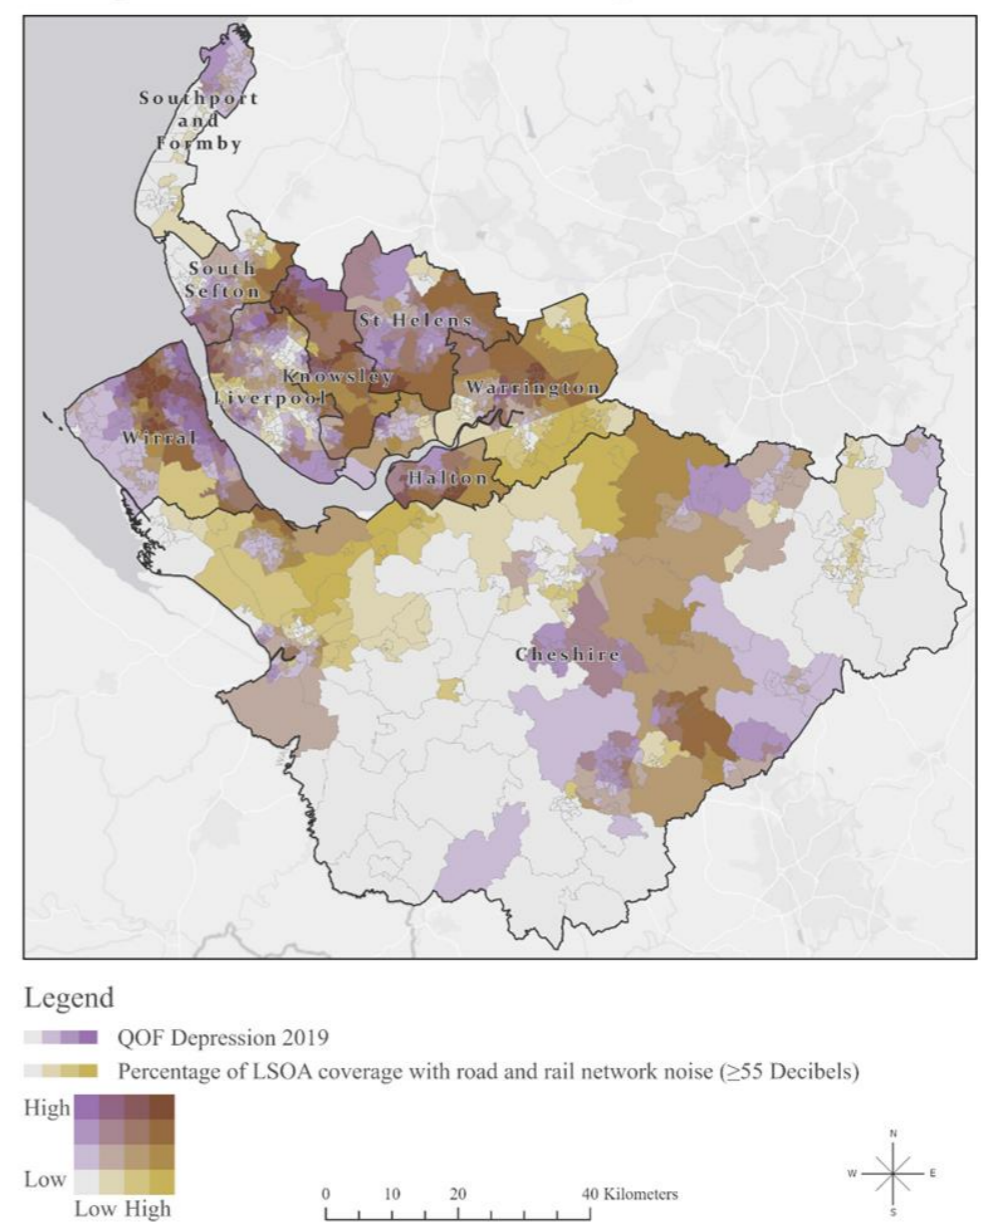 Southport
and
Formby
South
Sefton
St Helens
Knowsley
Liverpool
Warrington
Wirral
Halton
Cheshire
Legend
QOF Depression 2019
Percentage of LSOA coverage with road and rail network noise (≥55 Decibels)
High
Low
Low High
0 10 20 40 Kilometers
N
W E
S